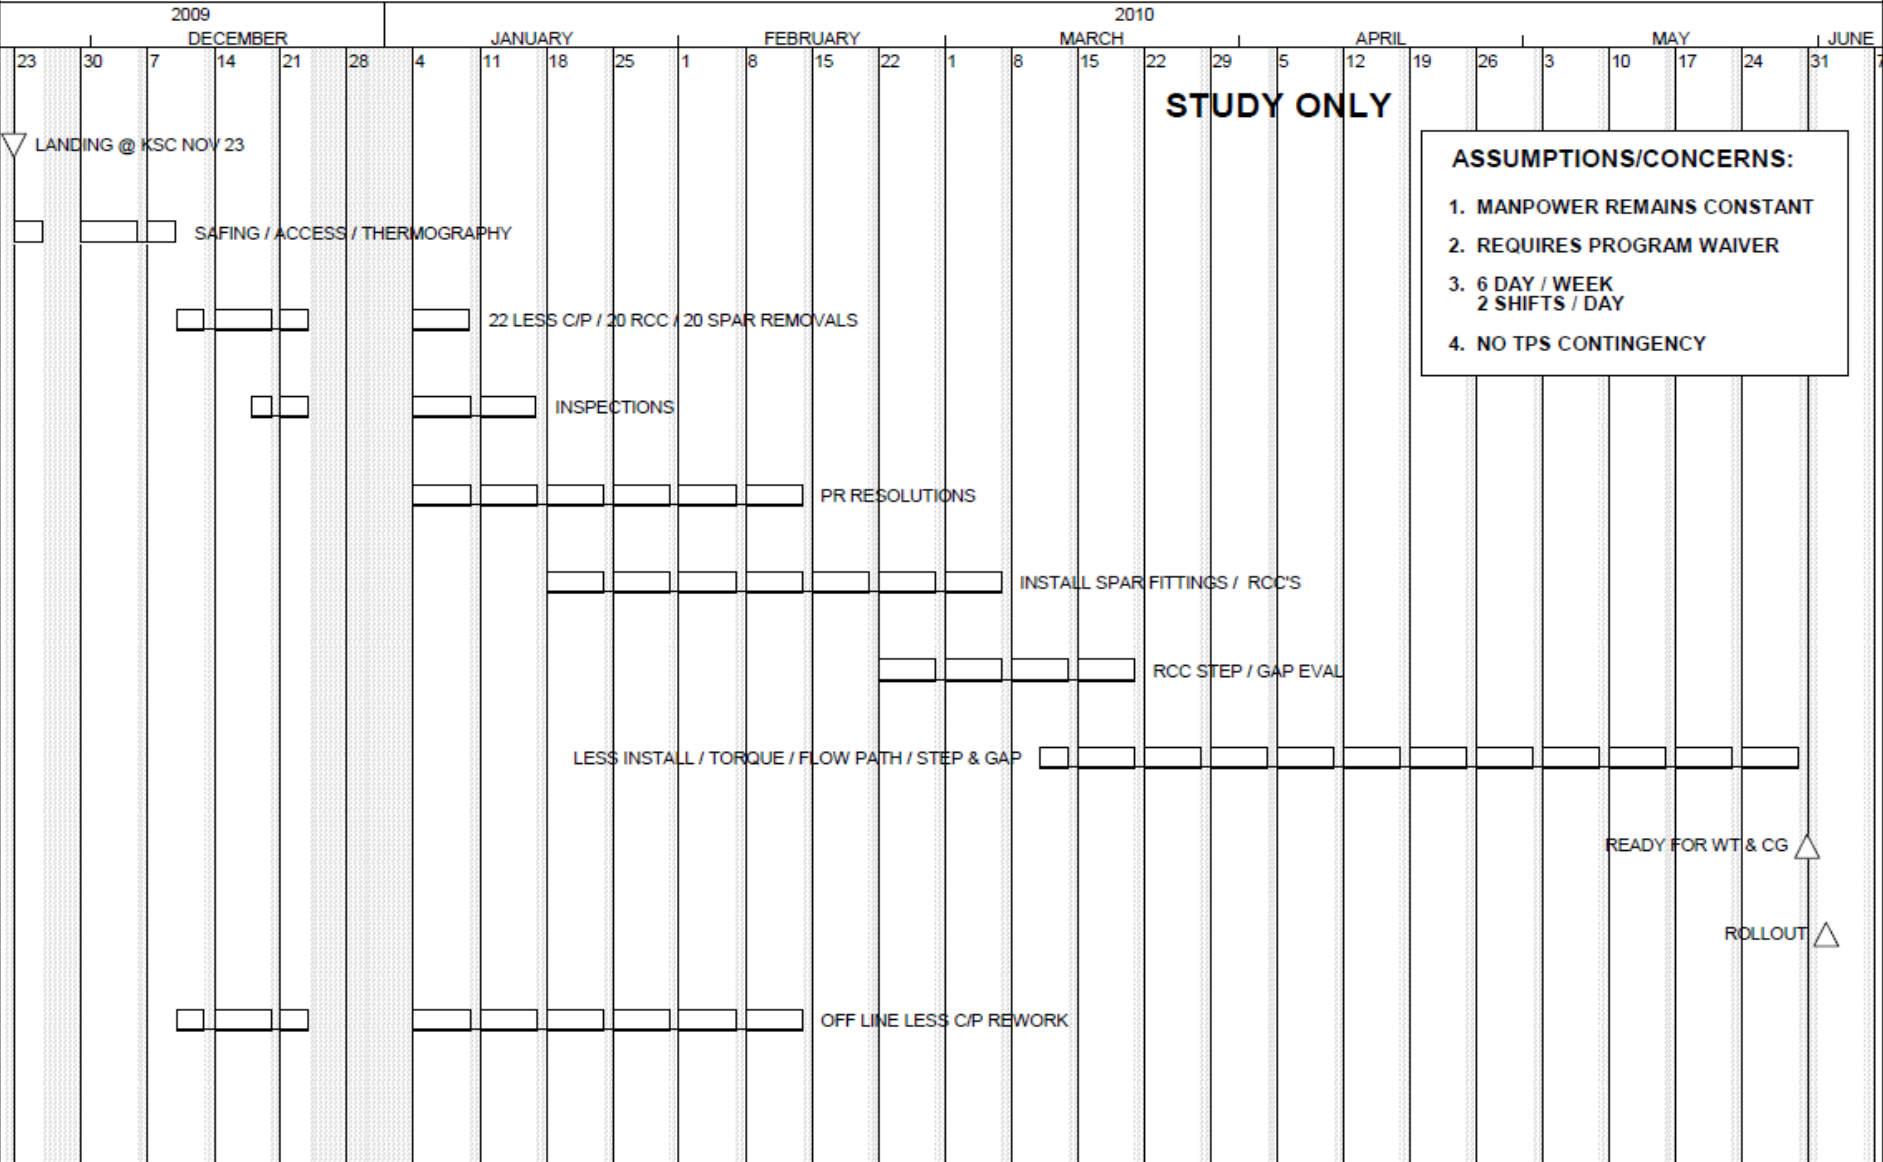 2009 2010
DECEMBER JANUARY FEBRUARY MARCH APRIL MAY JUNE
23 30 7 14 21 28 4 11 18 25 1 8 15 22 1 8 15 22 29 5 12 19 26 3 10 17 24 31 7
STUDY ONLY
LANDING @ KSC NOV 23
ASSUMPTIONS/CONCERNS:
1. MANPOWER REMAINS CONSTANT
2. REQUIRES PROGRAM WAIVER
3. 6 DAY / WEEK
2 SHIFTS / DAY
4. NO TPS CONTINGENCY
SAFING / ACCESS / THERMOGRAPHY
22 LESS C/P / 20 RCC / 20 SPAR REMOVALS
INSPECTIONS
PR RESOLUTIONS
INSTALL SPAR FITTINGS / RCC'S
RCC STEP / GAP EVAL
LESS INSTALL / TORQUE / FLOW PATH / STEP & GAP
READY FOR WT & CG
ROLLOUT
OFF LINE LESS C/P REWORK